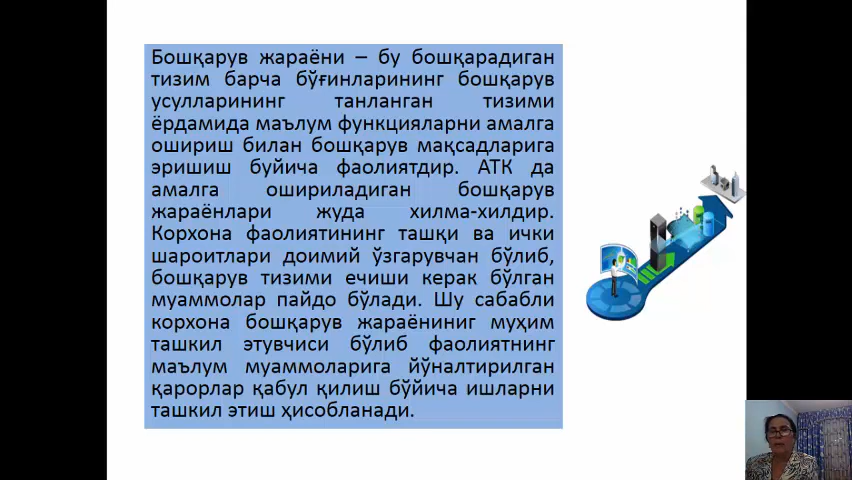 Бошқарув жараёни – бу бошқарадиган
тизим барча бўғинларининг бошқарув
усулларининг танланган тизими
ёрдамида маълум функцияларни амалга
ошириш билан бошқарув мақсадларига
эришиш буйича фаолиятдир. АТК да
амалга ошириладиган бошқарув
жараёнлари жуда хилма-хилдир.
Корхона фаолиятининг ташқи ва ички
шароитлари доимий ўзгарувчан бўлиб,
бошқарув тизими ечиши керак бўлган
муаммолар пайдо бўлади. Шу сабабли
корхона бошқарув жараёниниг муҳим
ташкил этувчиси бўлиб фаолиятнинг
маълум муаммоларига йўналтирилган
қарорлар қабул қилиш бўйича ишларни
ташкил этиш ҳисобланади.